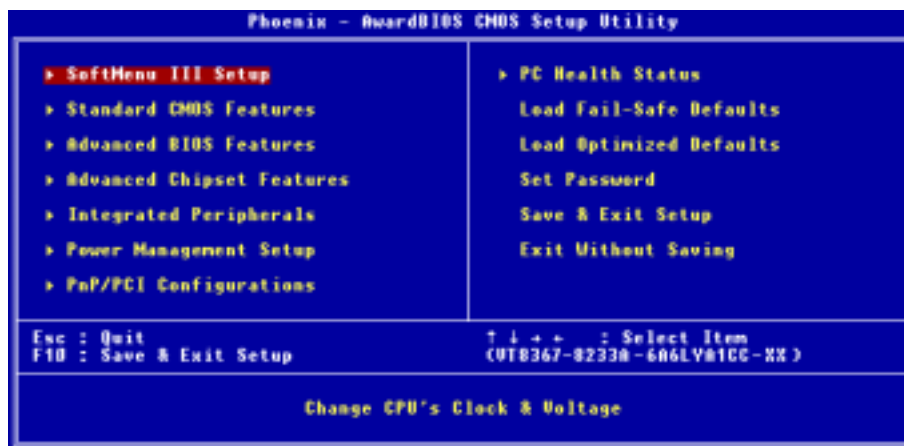 Phoenix - AwardBIOS CMOS Setup Utility
▸ SoftMenu III Setup
▸ Standard CMOS Features
▸ Advanced BIOS Features
▸ Advanced Chipset Features
▸ Integrated Peripherals
▸ Power Management Setup
▸ PnP/PCI Configurations
▸ PC Health Status
Load Fail-Safe Defaults
Load Optimized Defaults
Set Password
Save & Exit Setup
Exit Without Saving
Esc : Quit
F10 : Save & Exit Setup
↑ ↓ → ← : Select Item
(VT8367-8233A-6A6LYA1CC-XX)
Change CPU's Clock & Voltage